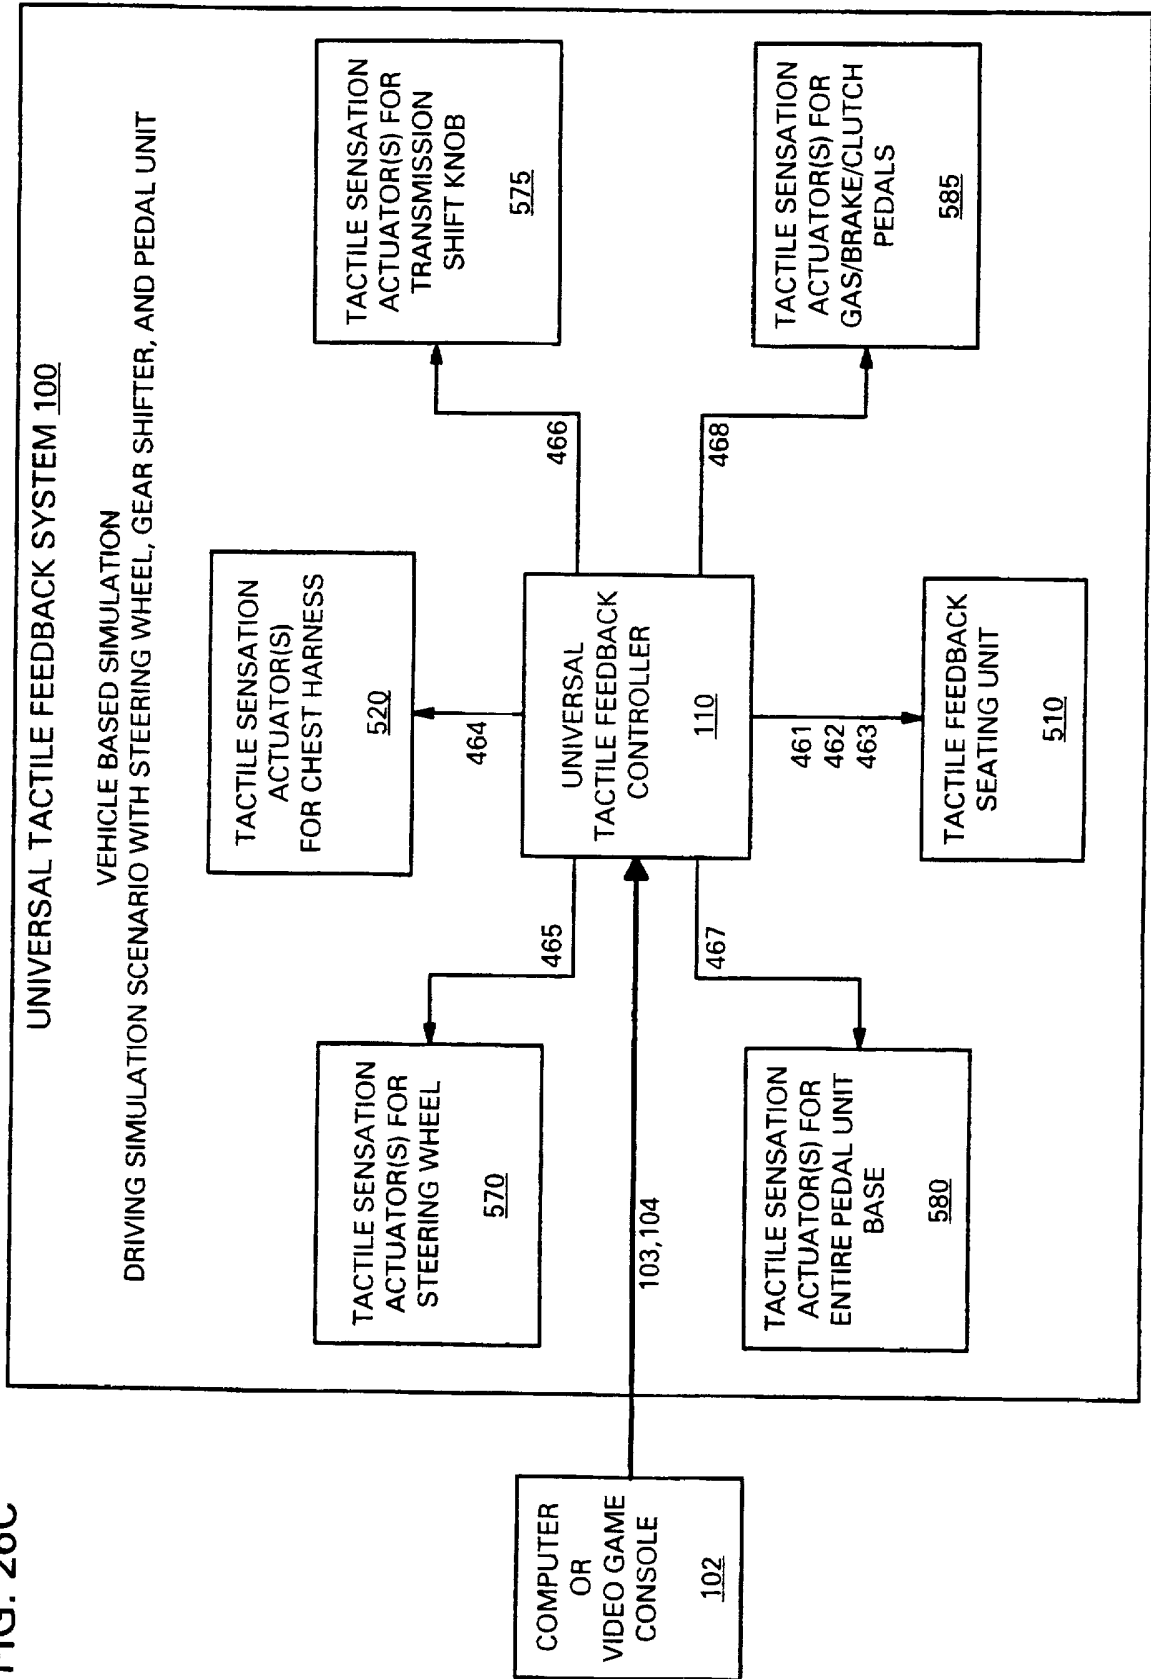 FIG. 28C
UNIVERSAL TACTILE FEEDBACK SYSTEM 100
VEHICLE BASED SIMULATION
DRIVING SIMULATION SCENARIO WITH STEERING WHEEL, GEAR SHIFTER, AND PEDAL UNIT
COMPUTER
OR
VIDEO GAME
CONSOLE
102
103,104
TACTILE SENSATION
ACTUATOR(S) FOR
STEERING WHEEL
570
465
TACTILE SENSATION
ACTUATOR(S)
FOR CHEST HARNESS
520
464
TACTILE SENSATION
ACTUATOR(S) FOR
TRANSMISSION
SHIFT KNOB
575
466
UNIVERSAL
TACTILE FEEDBACK
CONTROLLER
110
TACTILE SENSATION
ACTUATOR(S) FOR
ENTIRE PEDAL UNIT
BASE
580
467
461
462
463
TACTILE FEEDBACK
SEATING UNIT
510
468
TACTILE SENSATION
ACTUATOR(S) FOR
GAS/BRAKE/CLUTCH
PEDALS
585